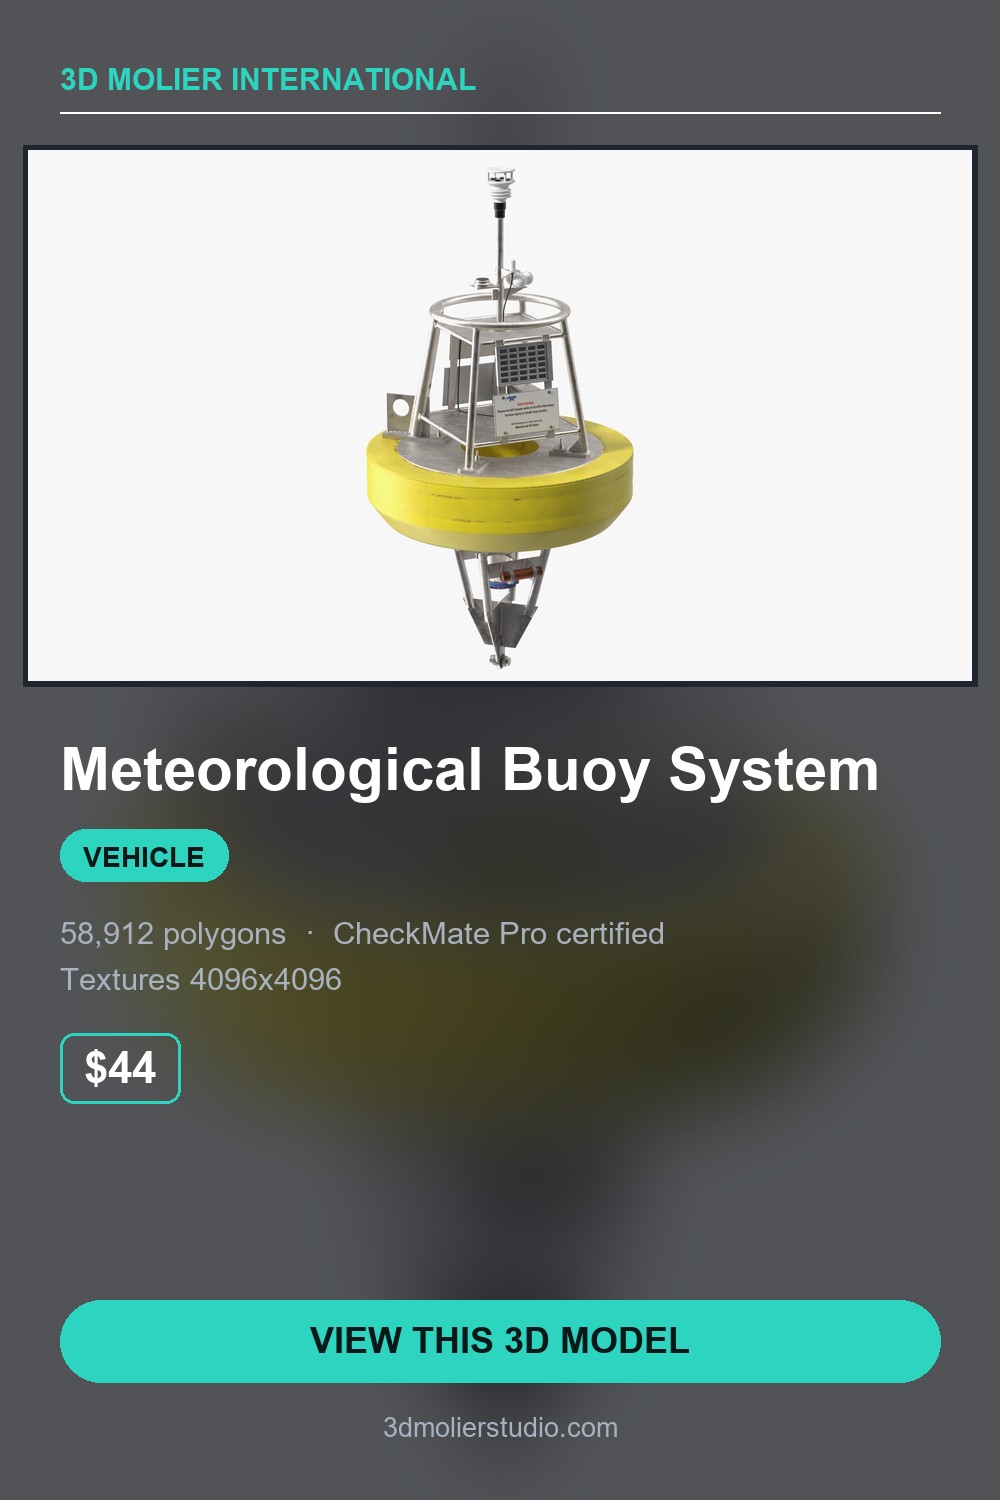 3D MOLIER INTERNATIONAL
Meteorological Buoy System
VEHICLE
58,912 polygons · CheckMate Pro certified
Textures 4096x4096
$44
VIEW THIS 3D MODEL
3dmolierstudio.com